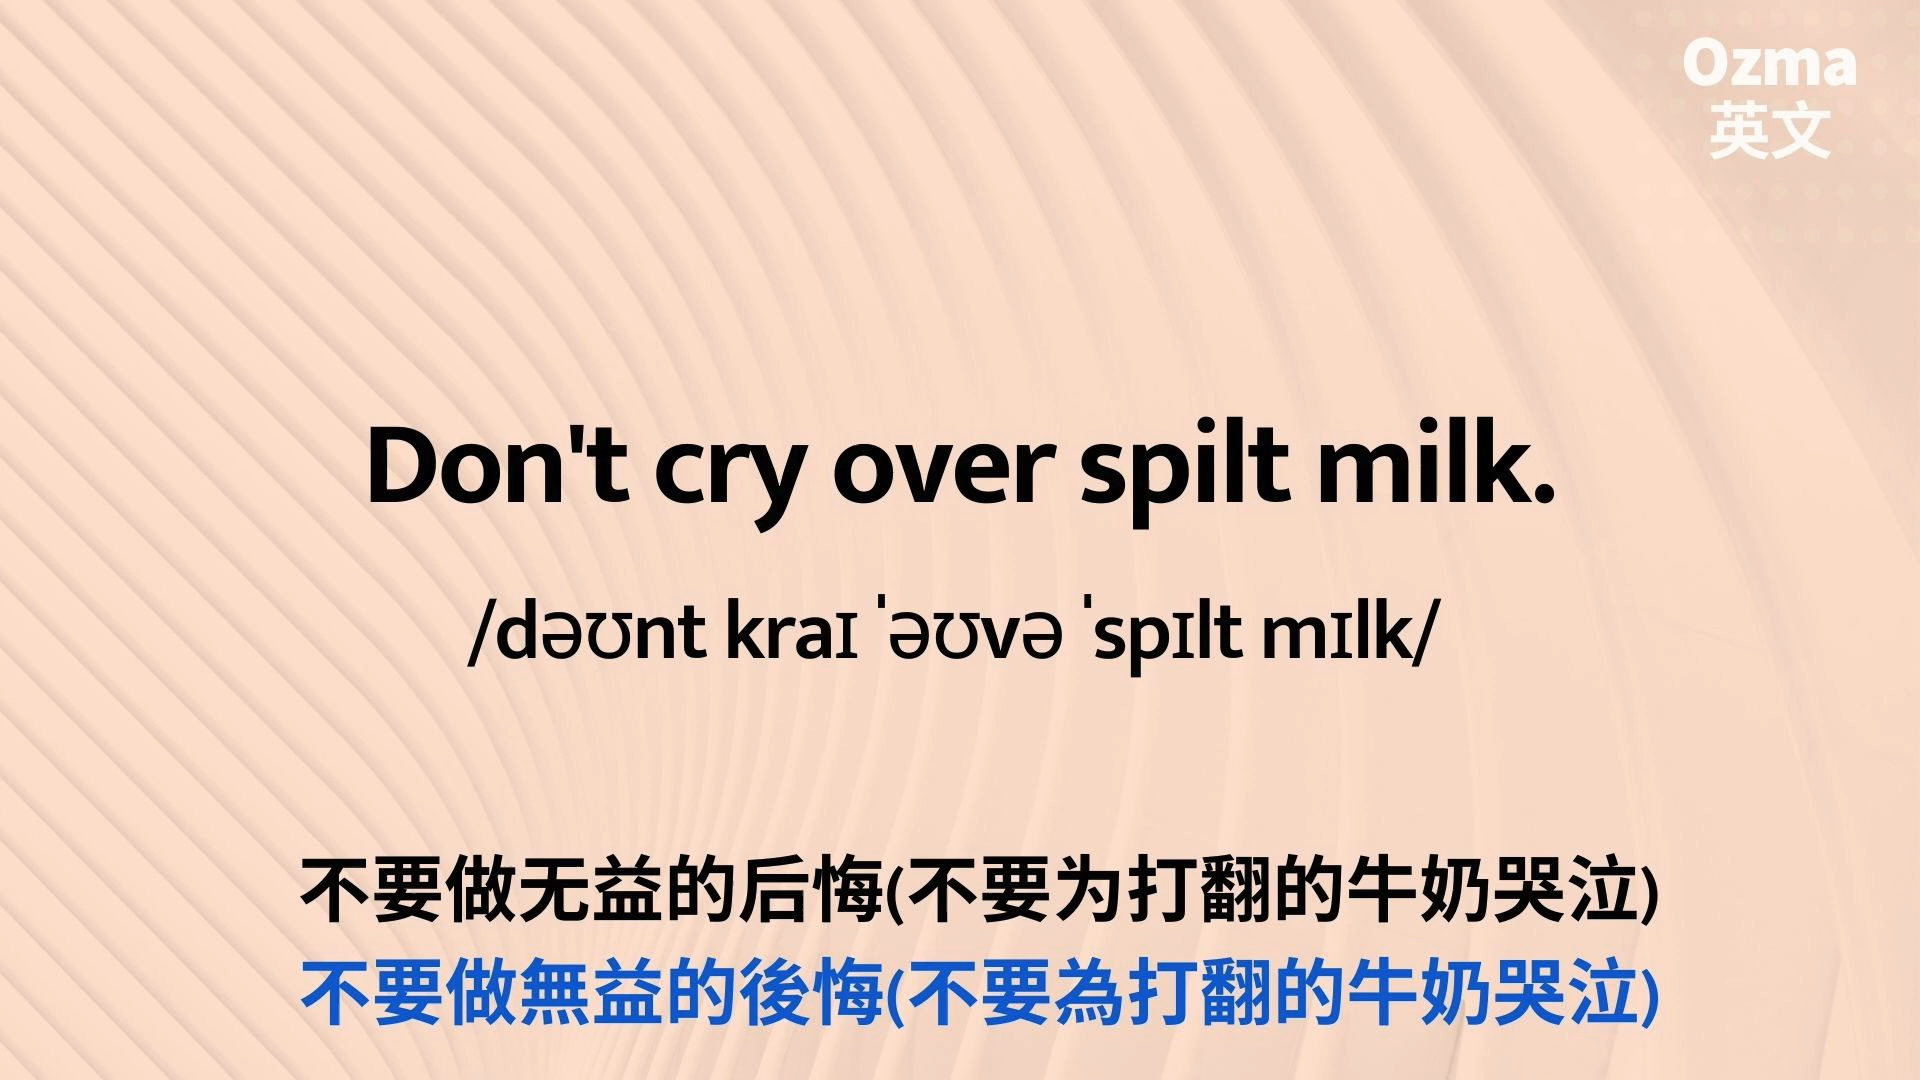 Ozma
英文
Don't cry over spilt milk.
/dəʊnt kraɪ ˈəʊvə ˈspɪlt mɪlk/
不要做无益的后悔(不要为打翻的牛奶哭泣)
不要做無益的後悔(不要為打翻的牛奶哭泣)